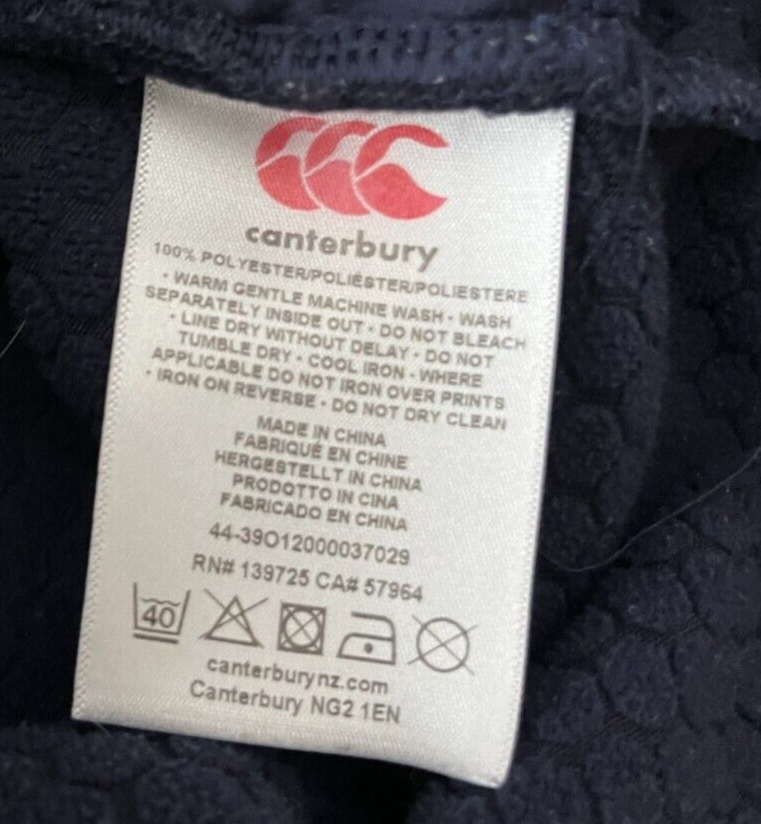 canterbury
100% POLYESTER/POLIÉSTER/POLIESTERE
• WARM GENTLE MACHINE WASH • WASH
SEPARATELY INSIDE OUT • DO NOT BLEACH
• LINE DRY WITHOUT DELAY • DO NOT
TUMBLE DRY • COOL IRON • WHERE
APPLICABLE DO NOT IRON OVER PRINTS
• IRON ON REVERSE • DO NOT DRY CLEAN
MADE IN CHINA
FABRIQUÉ EN CHINE
HERGESTELLT IN CHINA
PRODOTTO IN CINA
FABRICADO EN CHINA
44-39O12000037029
RN# 139725 CA# 57964
40
canterburynz.com
Canterbury NG2 1EN